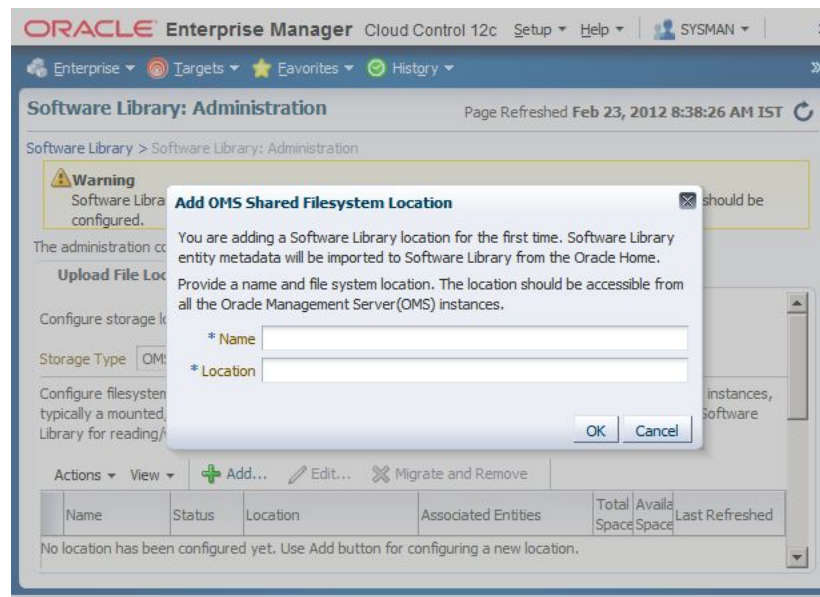 ORACLE Enterprise Manager Cloud Control 12c Setup Help SYSMAN
Enterprise Targets Favorites History
Software Library: Administration Page Refreshed Feb 23, 2012 8:38:26 AM IST
Software Library > Software Library: Administration
Warning
Software Libra should be
configured.
The administration co
Upload File Loc
Configure storage lo
Storage Type OMS
Configure filesystem instances,
typically a mounted, Software
Library for reading/
Add OMS Shared Filesystem Location
You are adding a Software Library location for the first time. Software Library
entity metadata will be imported to Software Library from the Oracle Home.
Provide a name and file system location. The location should be accessible from
all the Oracle Management Server(OMS) instances.
* Name
* Location
OK Cancel
Actions View Add... Edit... Migrate and Remove
Name Status Location Associated Entities Total Space Availa Space Last Refreshed
No location has been configured yet. Use Add button for configuring a new location.